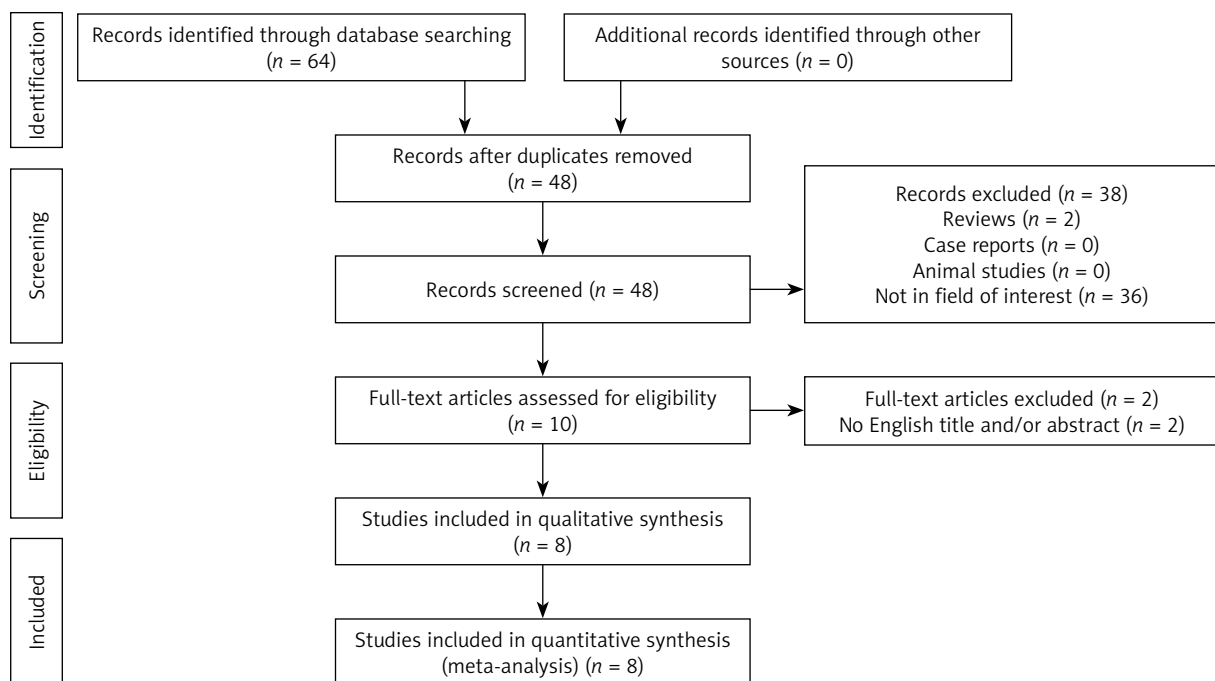 Identification
Records identified through database searching
(n = 64)
Additional records identified through other
sources (n = 0)
Records after duplicates removed
(n = 48)
Screening
Records screened (n = 48)
Records excluded (n = 38)
Reviews (n = 2)
Case reports (n = 0)
Animal studies (n = 0)
Not in field of interest (n = 36)
Eligibility
Full-text articles assessed for eligibility
(n = 10)
Full-text articles excluded (n = 2)
No English title and/or abstract (n = 2)
Studies included in qualitative synthesis
(n = 8)
Included
Studies included in quantitative synthesis
(meta-analysis) (n = 8)